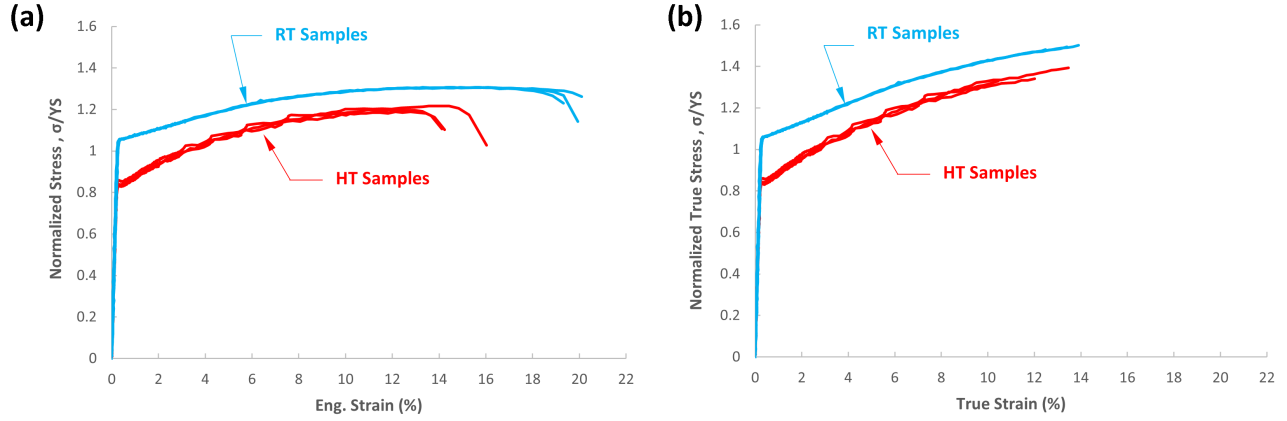 (a)
Normalized Stress , σ/YS
1.6
1.4
1.2
1
0.8
0.6
0.4
0.2
0
RT Samples
HT Samples
0 2 4 6 8 10 12 14 16 18 20 22
Eng. Strain (%)
(b)
Normalized True Stress , σ/YS
1.6
1.4
1.2
1
0.8
0.6
0.4
0.2
0
RT Samples
HT Samples
0 2 4 6 8 10 12 14 16 18 20 22
True Strain (%)